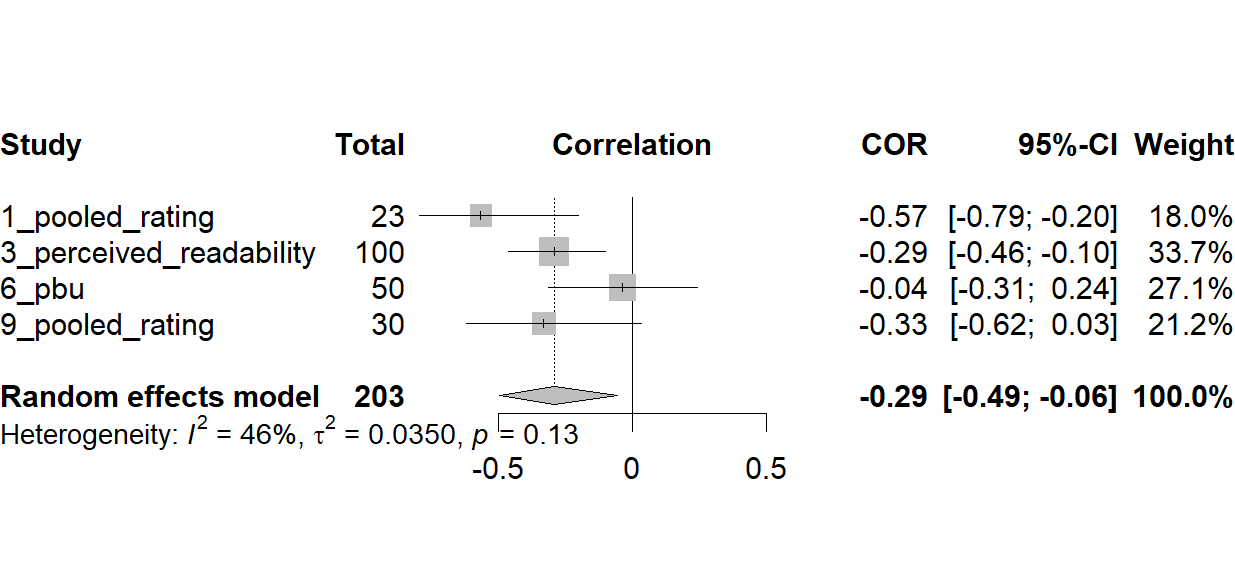 Study Total Correlation COR 95%-CI Weight
1_pooled_rating 23 -0.57 [-0.79; -0.20] 18.0%
3_perceived_readability 100 -0.29 [-0.46; -0.10] 33.7%
6_pbu 50 -0.04 [-0.31; 0.24] 27.1%
9_pooled_rating 30 -0.33 [-0.62; 0.03] 21.2%
Random effects model 203 -0.29 [-0.49; -0.06] 100.0%
Heterogeneity: I² = 46%, τ² = 0.0350, p = 0.13
-0.5 0 0.5